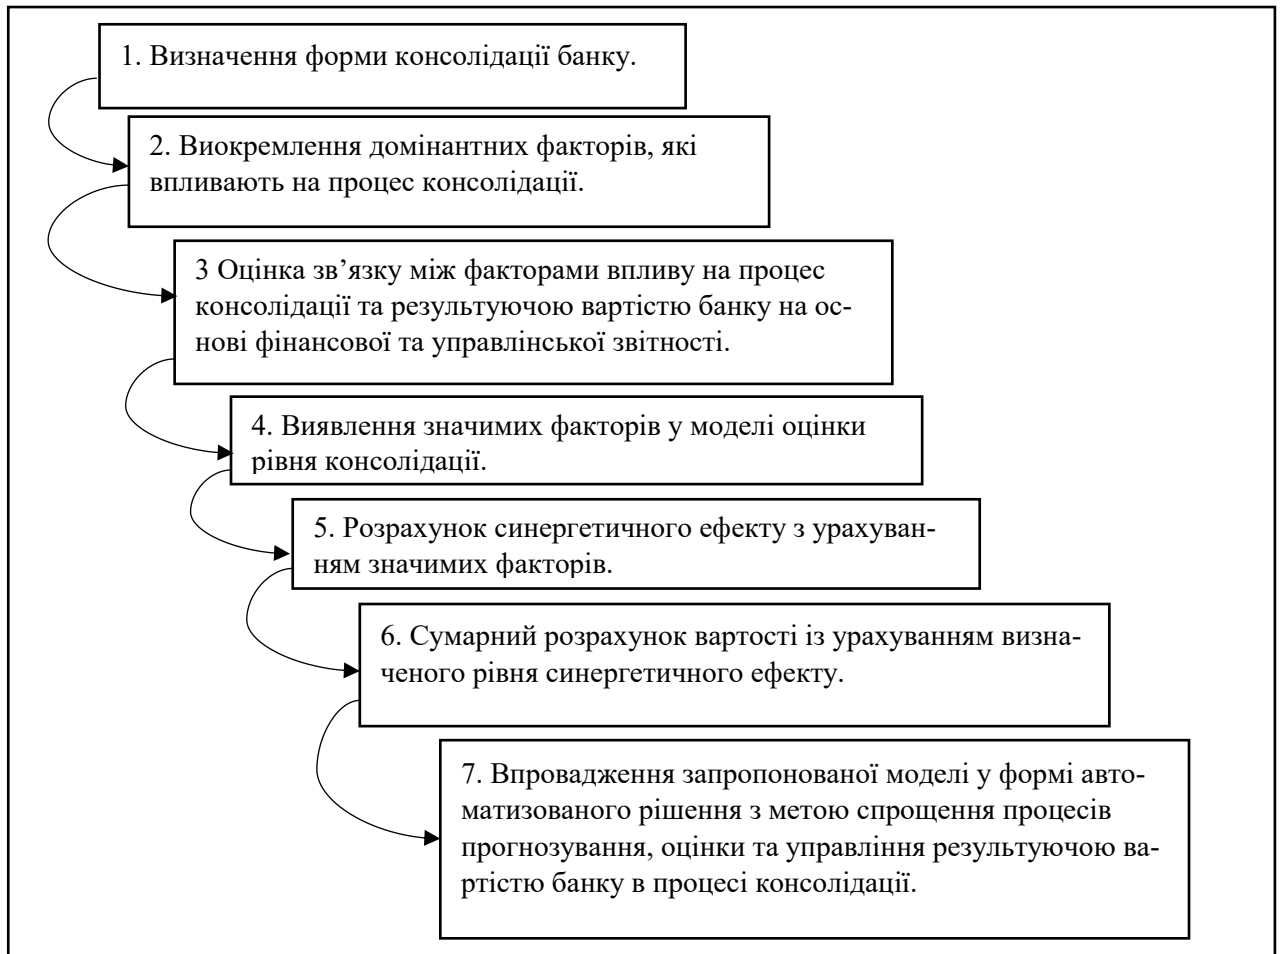 1. Визначення форми консолідації банку.
2. Виокремлення домінантних факторів, які
впливають на процес консолідації.
3 Оцінка зв’язку між факторами впливу на процес
консолідації та результуючою вартістю банку на ос-
нові фінансової та управлінської звітності.
4. Виявлення значимих факторів у моделі оцінки
рівня консолідації.
5. Розрахунок синергетичного ефекту з урахуван-
ням значимих факторів.
6. Сумарний розрахунок вартості із урахуванням визна-
ченого рівня синергетичного ефекту.
7. Впровадження запропонованої моделі у формі авто-
матизованого рішення з метою спрощення процесів
прогнозування, оцінки та управління результуючою ва-
ртістю банку в процесі консолідації.